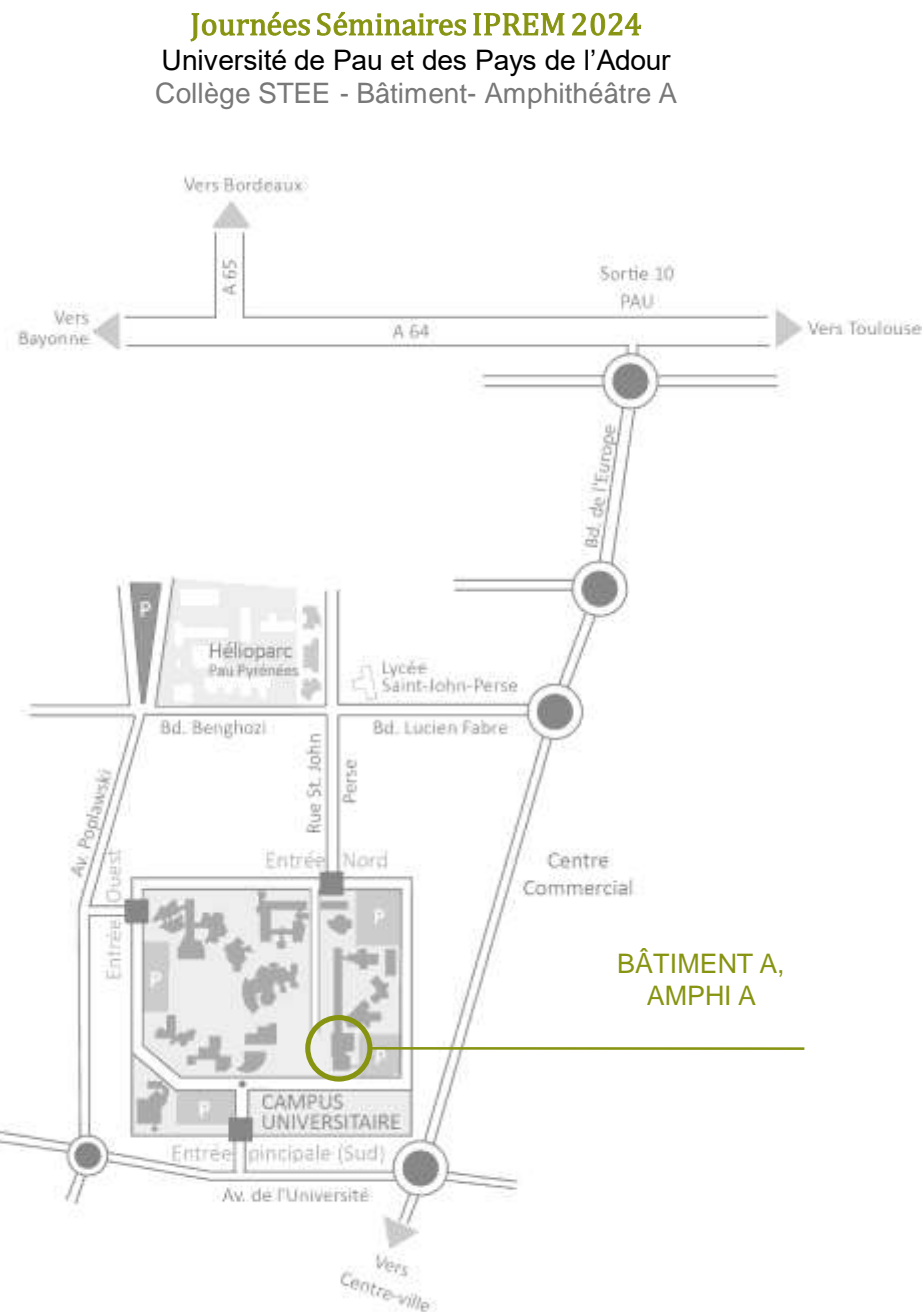 Journées Séminaires IPREM 2024
Université de Pau et des Pays de l'Adour
Collège STEE - Bâtiment- Amphithéâtre A
Vers Bordeaux
A 65
Sortie 10
PAU
Vers
Bayonne
A 64
Vers Toulouse
Bd. de l'Europe
P
Hélioparc
Pau Pyrénées
Lycée
Saint-John-Perse
Bd. Benghozi
Bd. Lucien Fabre
Rue St. John
Perse
Av. Poplawski
Entrée Nord
Entrée Ouest
Centre
Commercial
P
P
BÂTIMENT A,
AMPHI A
P
P
CAMPUS
UNIVERSITAIRE
Entrée pincipale (Sud)
Av. de l'Université
Vers
Centre-ville